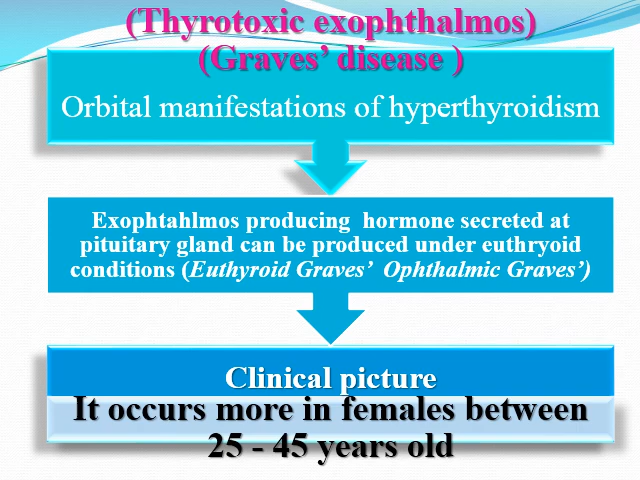 (Thyrotoxic exophthalmos)
(Graves’ disease )
Orbital manifestations of hyperthyroidism
Exophtahlmos producing hormone secreted at
pituitary gland can be produced under euthryoid
conditions (Euthyroid Graves’ Ophthalmic Graves’)
Clinical picture
It occurs more in females between
25 - 45 years old